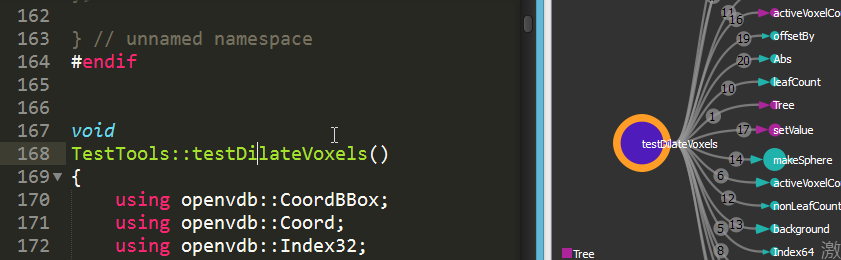 162
163 } // unnamed namespace
164 #endif
165
166
167 void
168 TestTools::testDilateVoxels()
169 {
170 using openvdb::CoordBBox;
171 using openvdb::Coord;
172 using openvdb::Index32;
11 activeVoxelCou
16 offsetBy
19 Abs
20 leafCount
10 Tree
1 setValue
17 makeSphere
14 activeVoxelCou
6 nonLeafCount
12 background
13 Index64
5
8
testDilateVoxels
Tree
激